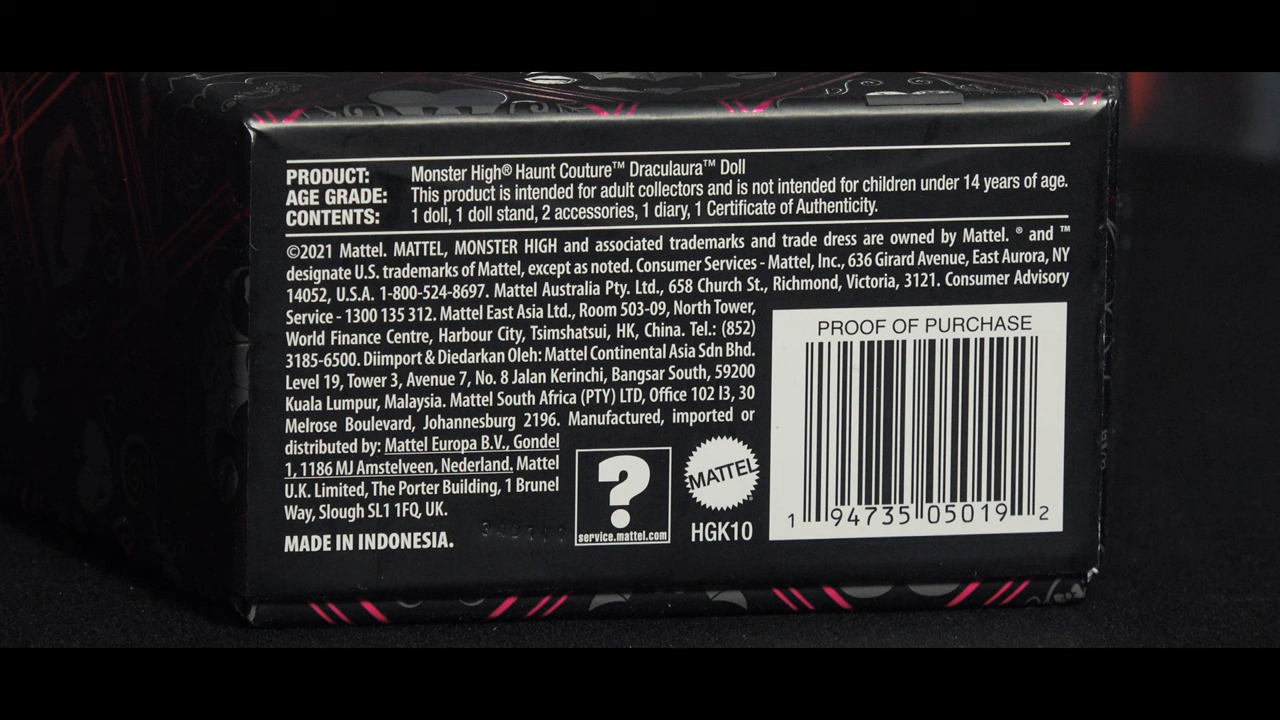 PRODUCT: Monster High® Haunt Couture™ Draculaura™ Doll
AGE GRADE: This product is intended for adult collectors and is not intended for children under 14 years of age.
CONTENTS: 1 doll, 1 doll stand, 2 accessories, 1 diary, 1 Certificate of Authenticity.
©2021 Mattel. MATTEL, MONSTER HIGH and associated trademarks and trade dress are owned by Mattel. ® and ™
designate U.S. trademarks of Mattel, except as noted. Consumer Services - Mattel, Inc., 636 Girard Avenue, East Aurora, NY
14052, U.S.A. 1-800-524-8697. Mattel Australia Pty. Ltd., 658 Church St., Richmond, Victoria, 3121. Consumer Advisory
Service - 1300 135 312. Mattel East Asia Ltd., Room 503-09, North Tower,
World Finance Centre, Harbour City, Tsimshatsui, HK, China. Tel.: (852)
3185-6500. Diimport & Diedarkan Oleh: Mattel Continental Asia Sdn Bhd.
Level 19, Tower 3, Avenue 7, No. 8 Jalan Kerinchi, Bangsar South, 59200
Kuala Lumpur, Malaysia. Mattel South Africa (PTY) LTD, Office 102 I3, 30
Melrose Boulevard, Johannesburg 2196. Manufactured, imported or
distributed by: Mattel Europa B.V., Gondel
1, 1186 MJ Amstelveen, Nederland. Mattel
U.K. Limited, The Porter Building, 1 Brunel
Way, Slough SL1 1FQ, UK.
MADE IN INDONESIA.
?
service.mattel.com
MATTEL
HGK10
PROOF OF PURCHASE
1 94735 05019 2